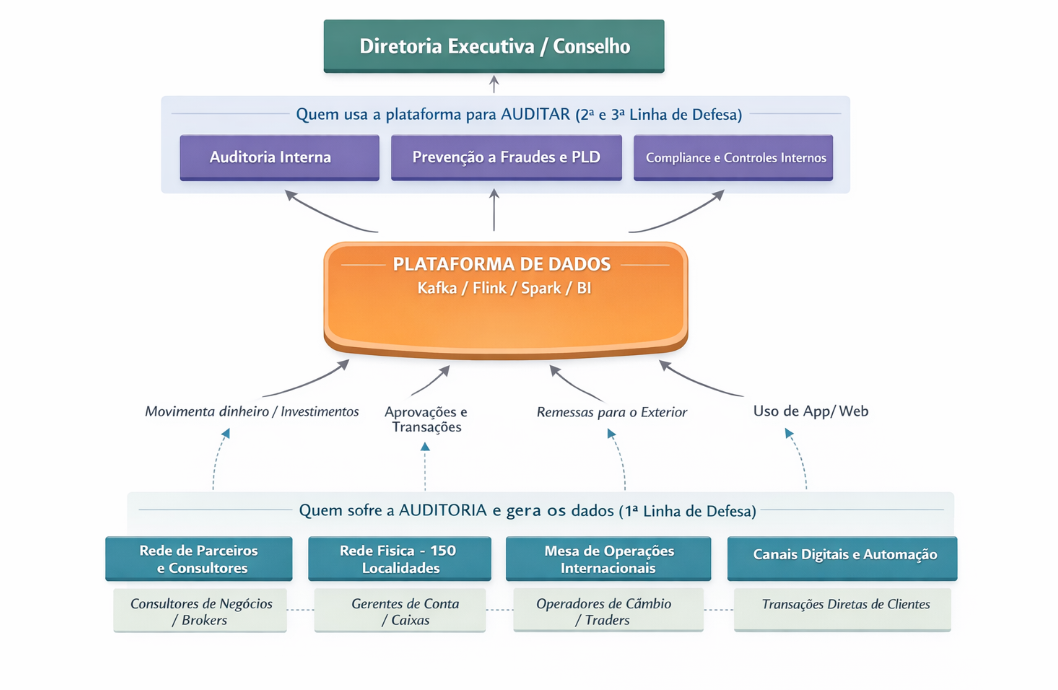 Diretoria Executiva / Conselho
Quem usa a plataforma para AUDITAR (2ª e 3ª Linha de Defesa)
Auditoria Interna
Prevenção a Fraudes e PLD
Compliance e Controles Internos
PLATAFORMA DE DADOS
Kafka / Flink / Spark / BI
Movimenta dinheiro / Investimentos
Aprovações e
Transações
Remessas para o Exterior
Uso de App/Web
Quem sofre a AUDITORIA e gera os dados (1ª Linha de Defesa)
Rede de Parceiros
e Consultores
Rede Fisica - 150
Localidades
Mesa de Operações
Internacionais
Canais Digitais e Automação
Consultores de Negócios
/ Brokers
Gerentes de Conta
/ Caixas
Operadores de Câmbio
/ Traders
Transações Diretas de Clientes